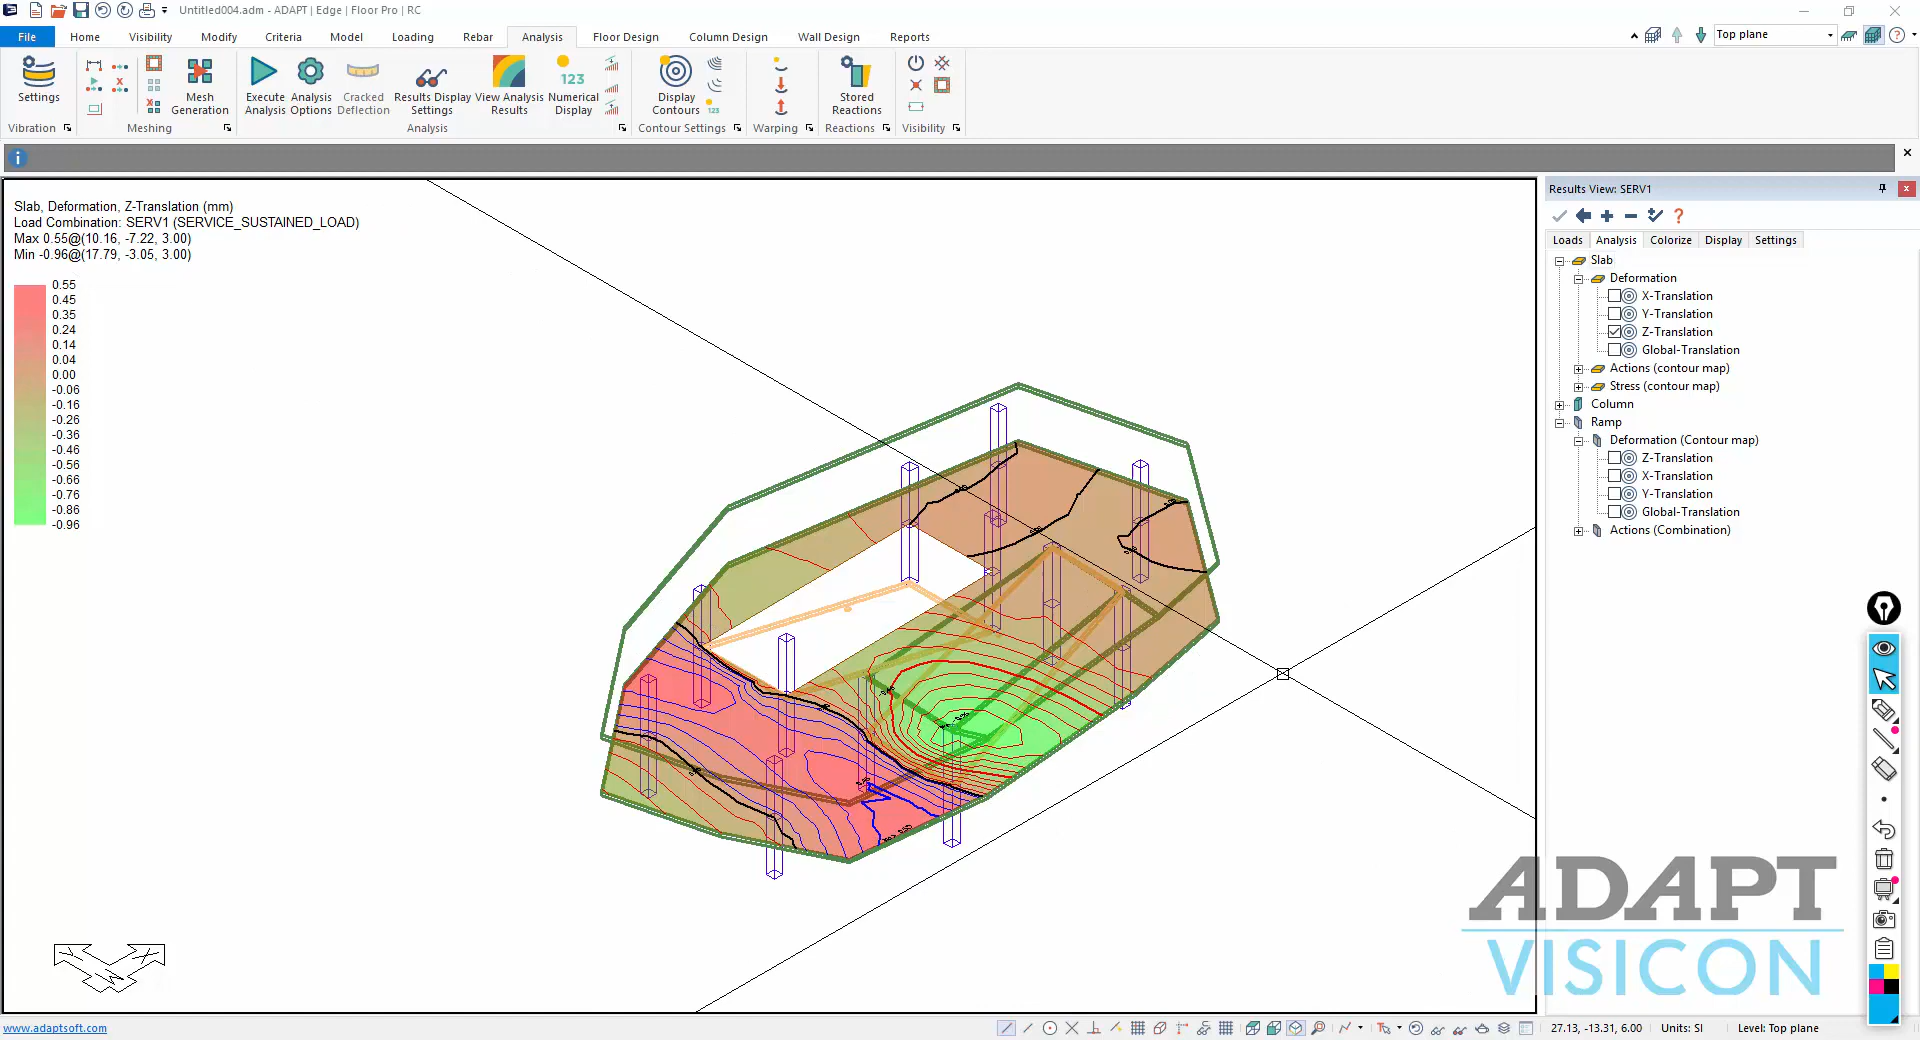 Untitled004.adm - ADAPT | Edge | Floor Pro | RC
File Home Visibility Modify Criteria Model Loading Rebar Analysis Floor Design Column Design Wall Design Reports
Top plane
Settings
Mesh Generation
Execute Analysis
Analysis Options
Cracked Deflection
Results Display Settings
View Analysis Results
123
Numerical Display
Display Contours
123
Stored Reactions
Vibration Meshing Analysis Contour Settings Warping Reactions Visibility
Slab, Deformation, Z-Translation (mm)
Load Combination: SERV1 (SERVICE_SUSTAINED_LOAD)
Max 0.55@(10.16, -7.22, 3.00)
Min -0.96@(17.79, -3.05, 3.00)
0.55
0.45
0.35
0.24
0.14
0.04
0.00
-0.06
-0.16
-0.26
-0.36
-0.46
-0.56
-0.66
-0.76
-0.86
-0.96
Results View: SERV1
Loads Analysis Colorize Display Settings
Slab
Deformation
X-Translation
Y-Translation
Z-Translation
Global-Translation
Actions (contour map)
Stress (contour map)
Column
Ramp
Deformation (Contour map)
Z-Translation
X-Translation
Y-Translation
Global-Translation
Actions (Combination)
ADAPT
VISICON
www.adaptsoft.com
27.13, -13.31, 6.00 Units: SI Level: Top plane